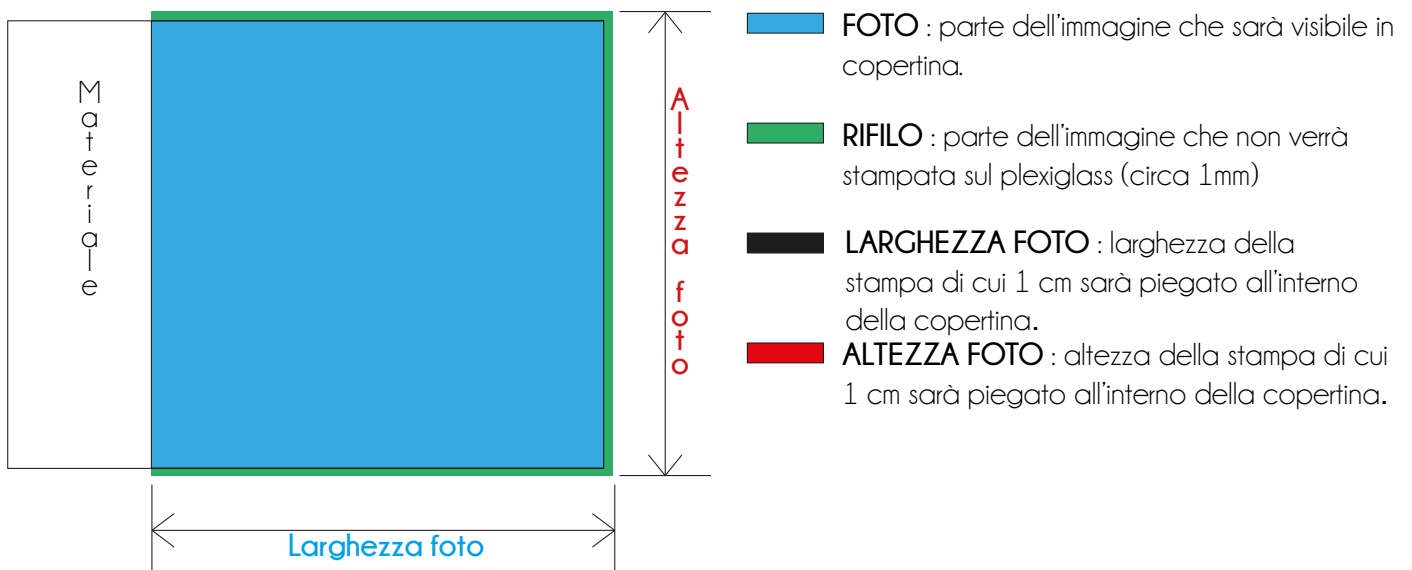 Materiale
Altezza foto
Larghezza foto
FOTO : parte dell'immagine che sarà visibile in
copertina.
RIFILO : parte dell'immagine che non verrà
stampata sul plexiglass (circa 1mm)
LARGHEZZA FOTO : larghezza della
stampa di cui 1 cm sarà piegato all'interno
della copertina.
ALTEZZA FOTO : altezza della stampa di cui
1 cm sarà piegato all'interno della copertina.